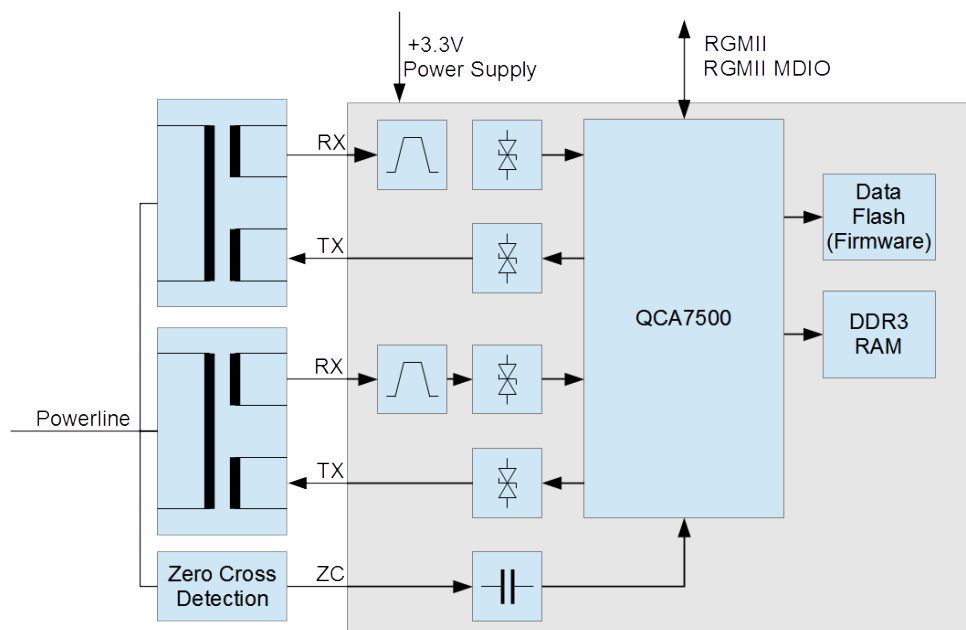 +3.3V
Power Supply
RGMII
RGMII MDIO
RX
Data
Flash
(Firmware)
TX
QCA7500
DDR3
RAM
RX
Powerline
TX
Zero Cross
Detection
ZC